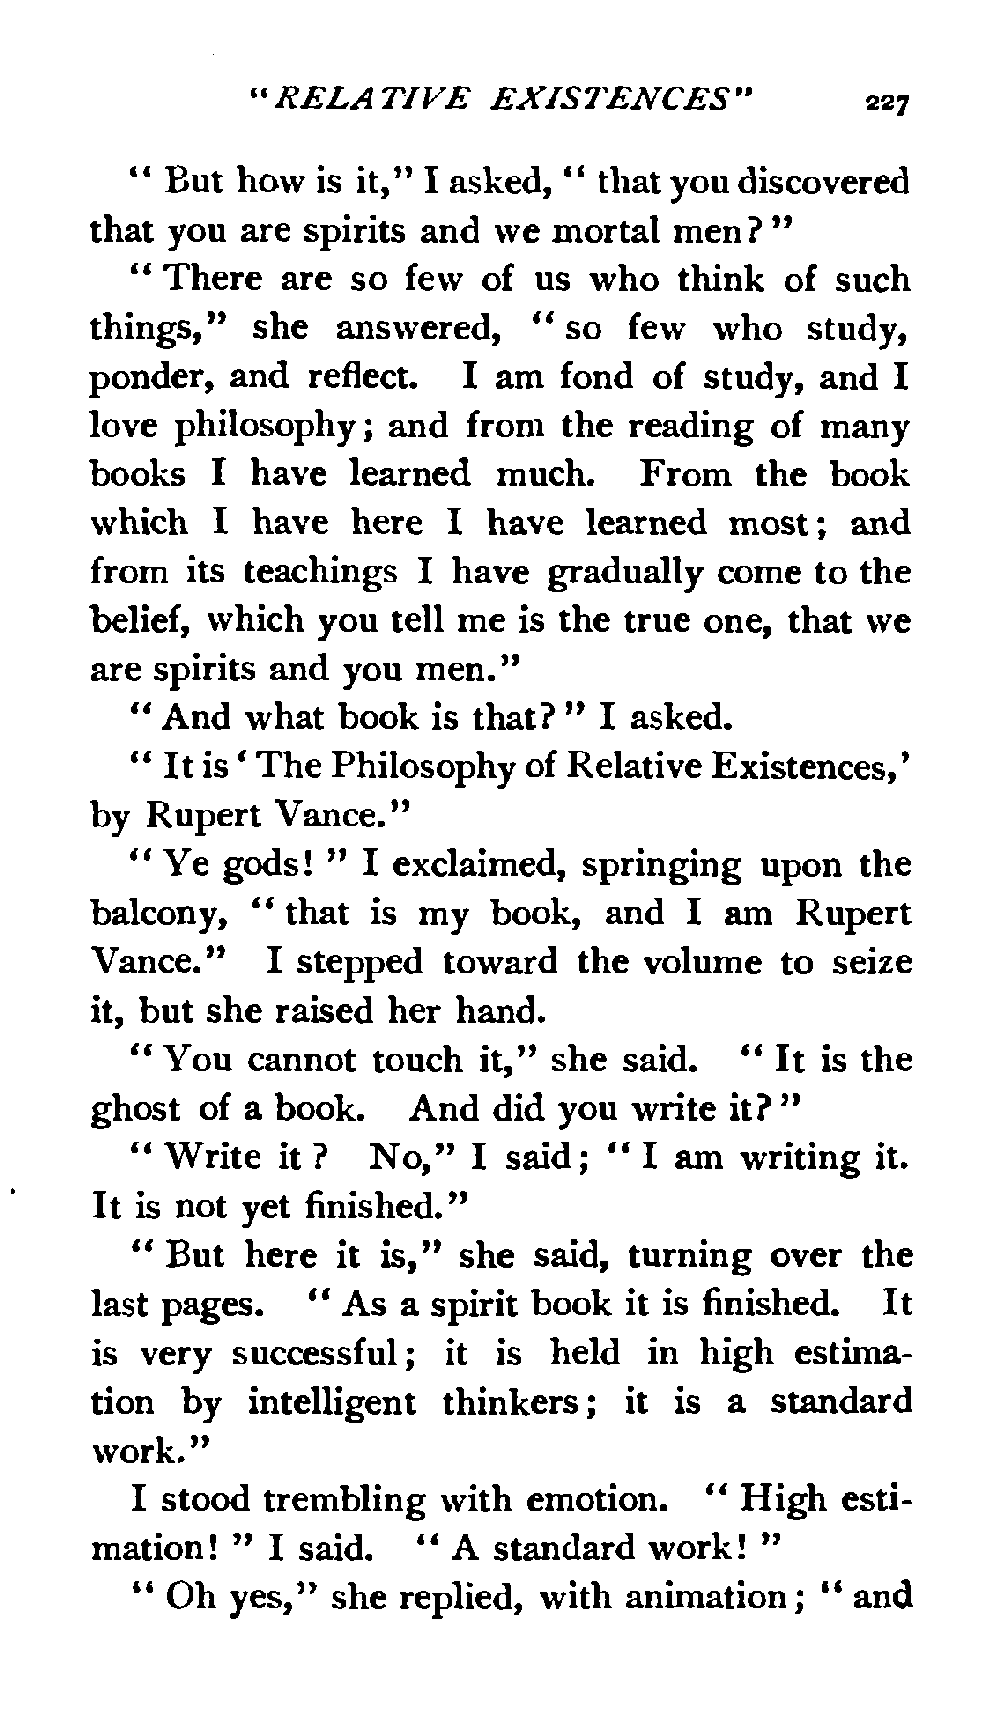 "RELATIVE EXISTENCES" 227
" But how is it," I asked, " that you discovered
that you are spirits and we mortal men? "
" There are so few of us who think of such
things," she answered, " so few who study,
ponder, and reflect. I am fond of study, and I
love philosophy; and from the reading of many
books I have learned much. From the book
which I have here I have learned most; and
from its teachings I have gradually come to the
belief, which you tell me is the true one, that we
are spirits and you men."
" And what book is that? " I asked.
" It is ' The Philosophy of Relative Existences,'
by Rupert Vance."
" Ye gods! " I exclaimed, springing upon the
balcony, " that is my book, and I am Rupert
Vance." I stepped toward the volume to seize
it, but she raised her hand.
" You cannot touch it," she said. " It is the
ghost of a book. And did you write it? "
" Write it ? No," I said; " I am writing it.
It is not yet finished."
" But here it is," she said, turning over the
last pages. " As a spirit book it is finished. It
is very successful; it is held in high estima-
tion by intelligent thinkers; it is a standard
work."
I stood trembling with emotion. " High esti-
mation! " I said. " A standard work! "
" Oh yes," she replied, with animation; " and